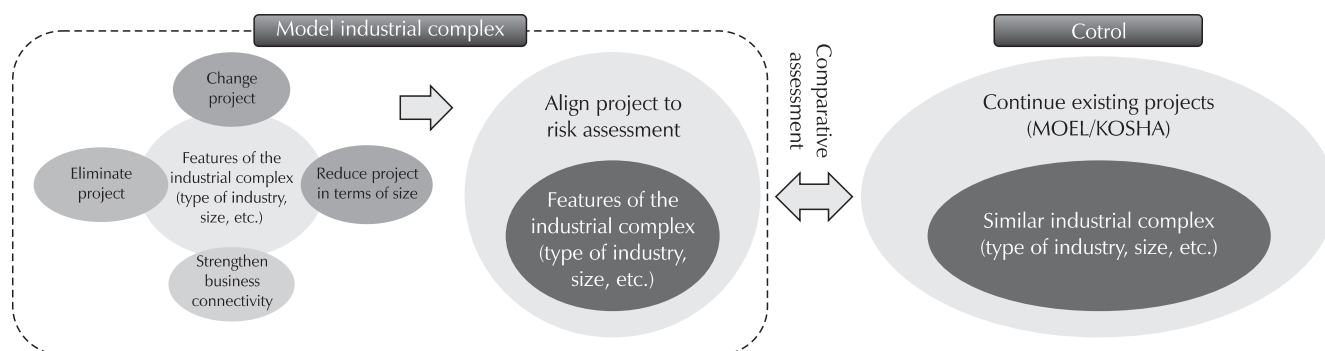 Model industrial complex
Change
project
Eliminate
project
Features of the
industrial complex
(type of industry,
size, etc.)
Reduce project
in terms of size
Strengthen
business
connectivity
Align project to
risk assessment
Features of the
industrial complex
(type of industry,
size, etc.)
Comparative
assessment
Cotrol
Continue existing projects
(MOEL/KOSHA)
Similar industrial complex
(type of industry, size, etc.)